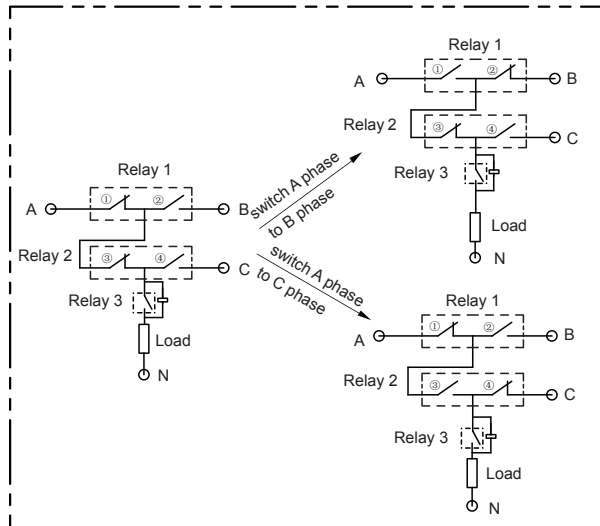 Relay 1
①
②
A
B
Relay 2
③
④
C
Relay 3
Load
N
switch A phase
to B phase
switch A phase
to C phase
Relay 1
①
②
A
B
Relay 2
③
④
C
Relay 3
Load
N
Relay 1
①
②
A
B
Relay 2
③
④
C
Relay 3
Load
N